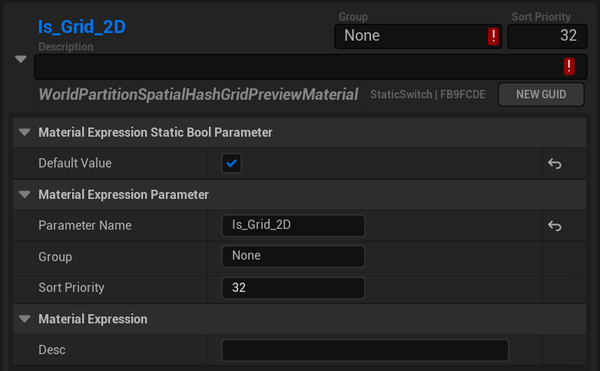 Group Sort Priority
Is_Grid_2D None ! 32
Description
!
WorldPartitionSpatialHashGridPreviewMaterial StaticSwitch | FB9FCDE NEW GUID
Material Expression Static Bool Parameter
Default Value
Material Expression Parameter
Parameter Name Is_Grid_2D
Group None
Sort Priority 32
Material Expression
Desc